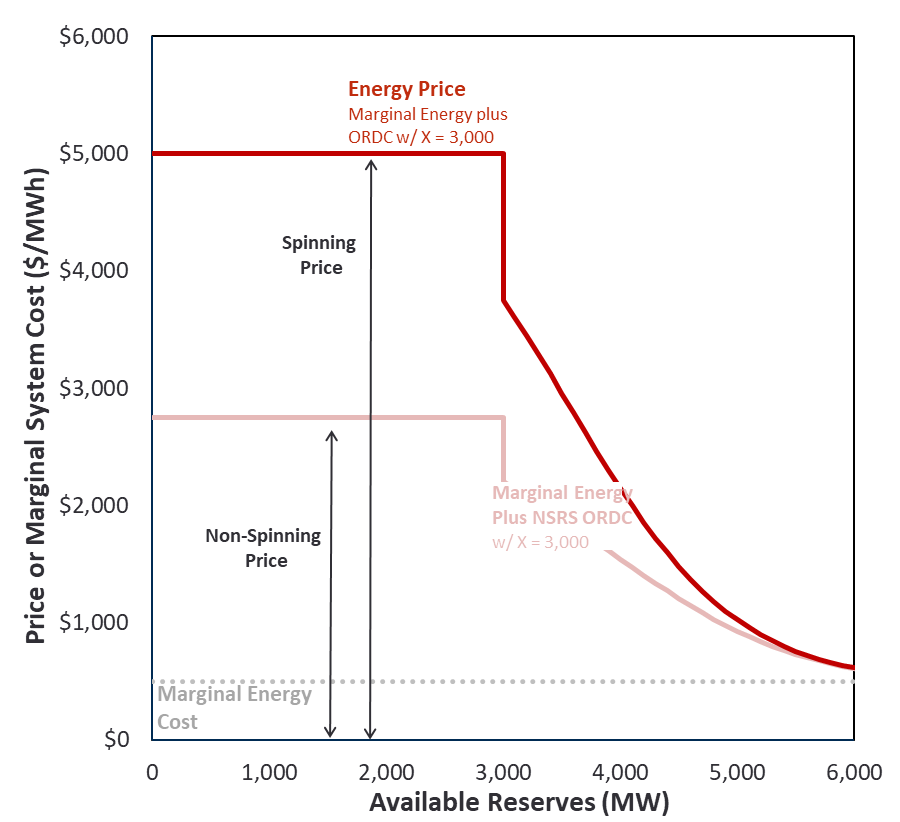 $6,000
$5,000
$4,000
$3,000
$2,000
$1,000
$0
Price or Marginal System Cost ($/MWh)
Energy Price
Marginal Energy plus
ORDC w/ X = 3,000
Spinning
Price
Non-Spinning
Price
Marginal Energy
Plus NSRS ORDC
w/ X = 3,000
Marginal Energy
Cost
0
1,000
2,000
3,000
4,000
5,000
6,000
Available Reserves (MW)